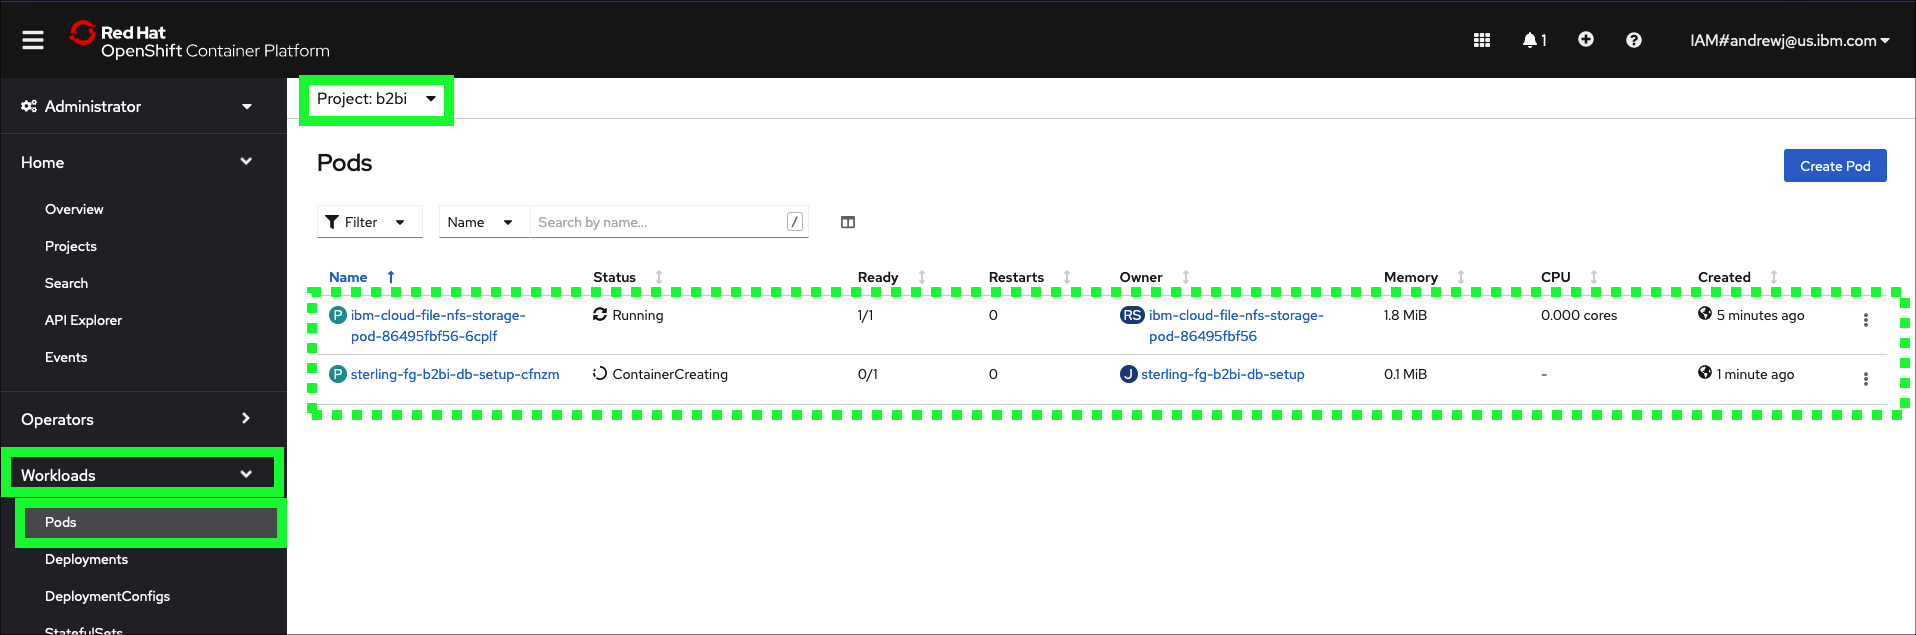 Red Hat
OpenShift Container Platform
1
IAM#andrewj@us.ibm.com
Administrator
Home
Overview
Projects
Search
API Explorer
Events
Operators
Workloads
Pods
Deployments
DeploymentConfigs
StatefulSets
Project: b2bi
Pods
Create Pod
Filter
Name
Search by name...
/
Name Status Ready Restarts Owner Memory CPU Created
P ibm-cloud-file-nfs-storage- Running 1/1 0 RS ibm-cloud-file-nfs-storage- 1.8 MiB 0.000 cores 5 minutes ago
pod-86495fbf56-6cplf pod-86495fbf56
P sterling-fg-b2bi-db-setup-cfnzm ContainerCreating 0/1 0 J sterling-fg-b2bi-db-setup 0.1 MiB - 1 minute ago